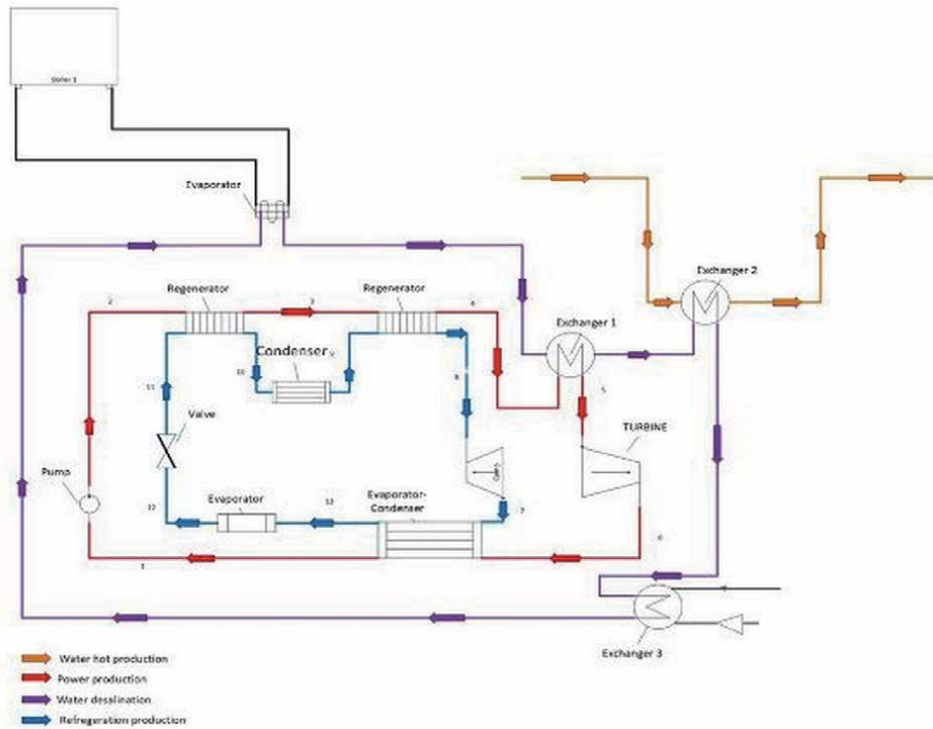 Boiler 1
Evaporator
Exchanger 2
2
Regenerator
3
Regenerator
4
Exchanger 1
Condenser
10
8
5
11
Valve
TURBINE
Comp
Pump
Evaporator
Evaporator-
Condenser
12
13
7
6
1
Exchanger 3
Water hot production
Power production
Water desalination
Refregeration production